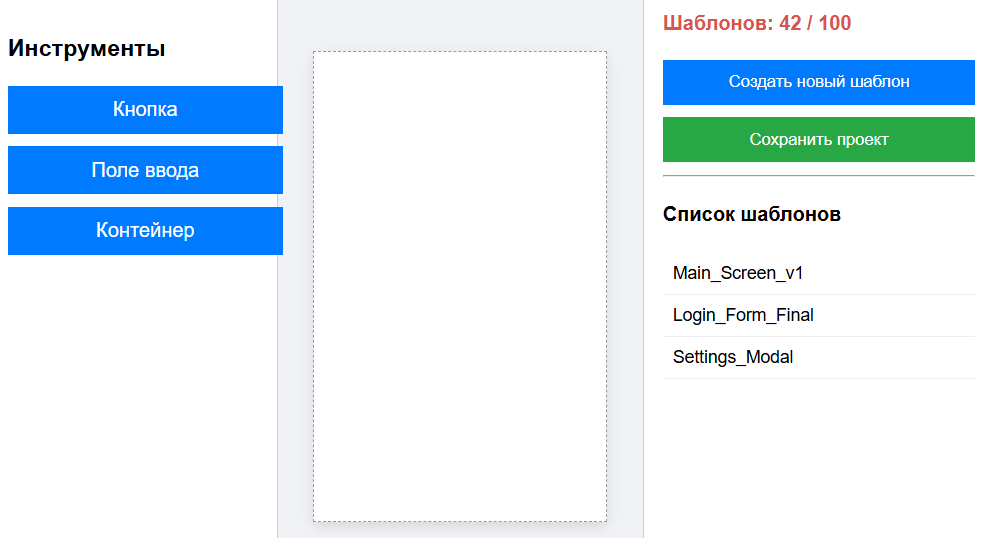 Инструменты
Кнопка
Поле ввода
Контейнер
Шаблонов: 42 / 100
Создать новый шаблон
Сохранить проект
Список шаблонов
Main_Screen_v1
Login_Form_Final
Settings_Modal